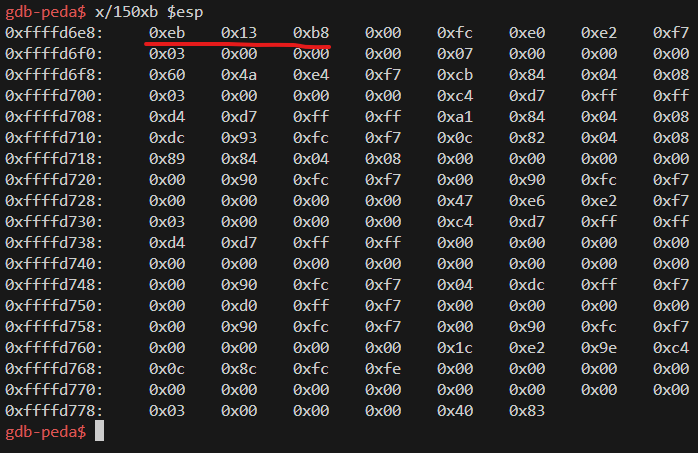 gdb-peda$ x/150xb $esp
0xffffd6e8: 0xeb 0x13 0xb8 0x00 0xfc 0xe0 0xe2 0xf7
0xffffd6f0: 0x03 0x00 0x00 0x00 0x07 0x00 0x00 0x00
0xffffd6f8: 0x60 0x4a 0xe4 0xf7 0xcb 0x84 0x04 0x08
0xffffd700: 0x03 0x00 0x00 0x00 0xc4 0xd7 0xff 0xff
0xffffd708: 0xd4 0xd7 0xff 0xff 0xa1 0x84 0x04 0x08
0xffffd710: 0xdc 0x93 0xfc 0xf7 0x0c 0x82 0x04 0x08
0xffffd718: 0x89 0x84 0x04 0x08 0x00 0x00 0x00 0x00
0xffffd720: 0x00 0x90 0xfc 0xf7 0x00 0x90 0xfc 0xf7
0xffffd728: 0x00 0x00 0x00 0x00 0x47 0xe6 0xe2 0xf7
0xffffd730: 0x03 0x00 0x00 0x00 0xc4 0xd7 0xff 0xff
0xffffd738: 0xd4 0xd7 0xff 0xff 0x00 0x00 0x00 0x00
0xffffd740: 0x00 0x00 0x00 0x00 0x00 0x00 0x00 0x00
0xffffd748: 0x00 0x90 0xfc 0xf7 0x04 0xdc 0xff 0xf7
0xffffd750: 0x00 0xd0 0xff 0xf7 0x00 0x00 0x00 0x00
0xffffd758: 0x00 0x90 0xfc 0xf7 0x00 0x90 0xfc 0xf7
0xffffd760: 0x00 0x00 0x00 0x00 0x1c 0xe2 0x9e 0xc4
0xffffd768: 0x0c 0x8c 0xfc 0xfe 0x00 0x00 0x00 0x00
0xffffd770: 0x00 0x00 0x00 0x00 0x00 0x00 0x00 0x00
0xffffd778: 0x03 0x00 0x00 0x00 0x40 0x83
gdb-peda$